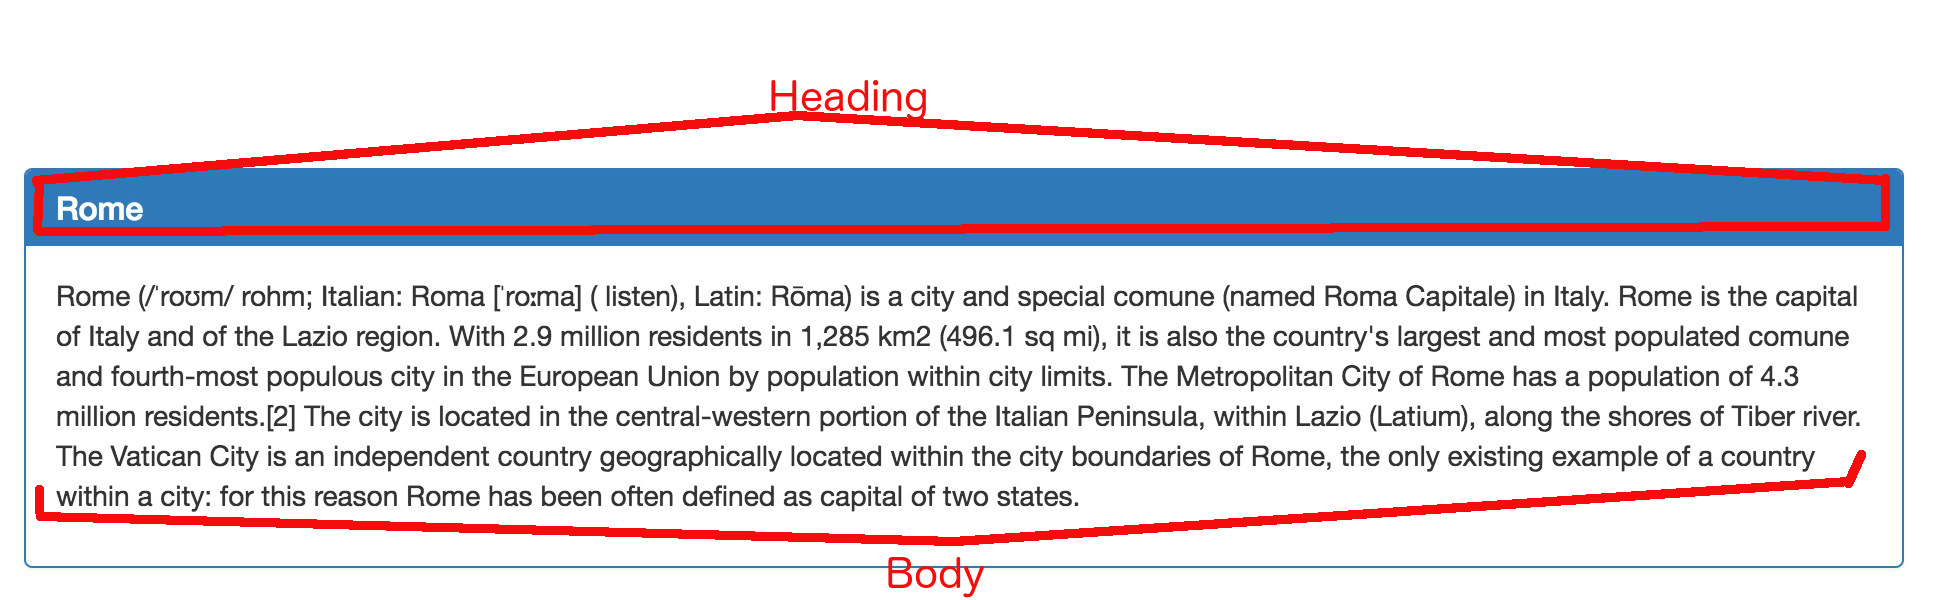 Heading
Rome
Rome (/ˈroʊm/ rohm; Italian: Roma [ˈroːma] ( listen), Latin: Rōma) is a city and special comune (named Roma Capitale) in Italy. Rome is the capital
of Italy and of the Lazio region. With 2.9 million residents in 1,285 km2 (496.1 sq mi), it is also the country's largest and most populated comune
and fourth-most populous city in the European Union by population within city limits. The Metropolitan City of Rome has a population of 4.3
million residents.[2] The city is located in the central-western portion of the Italian Peninsula, within Lazio (Latium), along the shores of Tiber river.
The Vatican City is an independent country geographically located within the city boundaries of Rome, the only existing example of a country
within a city: for this reason Rome has been often defined as capital of two states.
Body